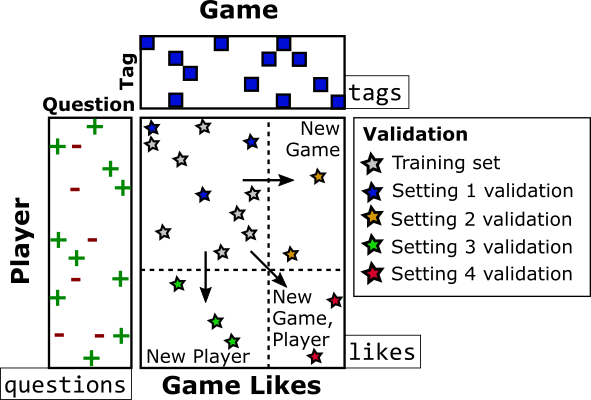 Game
Tag
tags
Question
Player
New
Game
New
Game,
Player
New Player
likes
questions
Game Likes
Validation
Training set
Setting 1 validation
Setting 2 validation
Setting 3 validation
Setting 4 validation